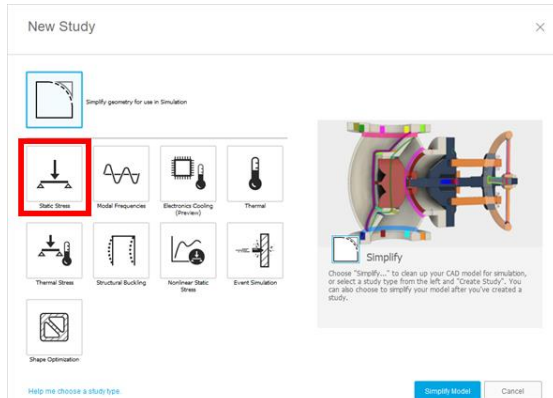 New Study
Simplify geometry for use in Simulation
Static Stress
Modal Frequencies
Electronics Cooling
(Preview)
Thermal
Thermal Stress
Structural Buckling
Nonlinear Static
Stress
Event Simulation
Shape Optimization
Simplify
Choose "Simplify..." to clean up your CAD model for simulation,
or select a study type from the left and "Create Study". You
can also choose to simplify your model after you've created a
study.
Help me choose a study type.
Simplify Model
Cancel